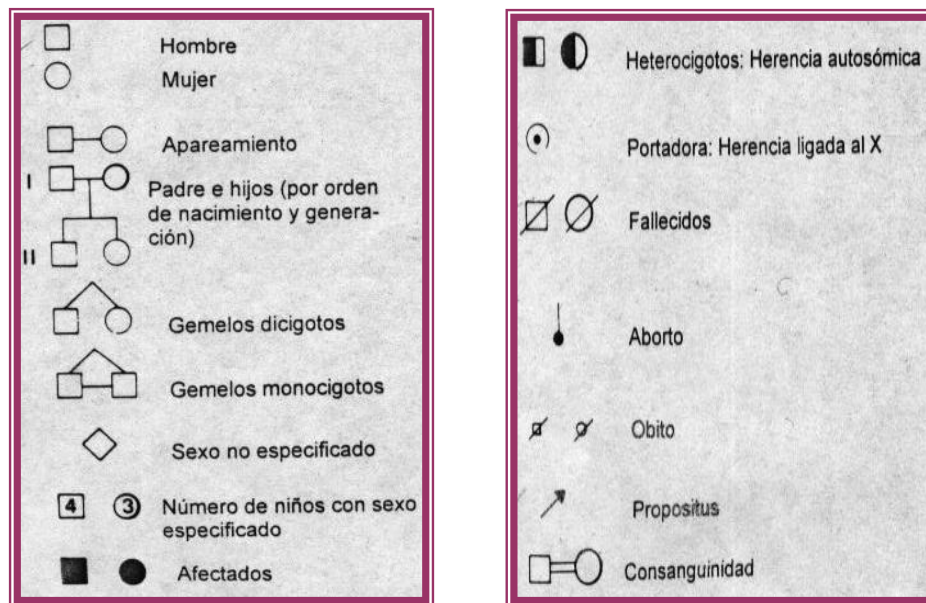 Hombre
Mujer
Apareamiento
I
Padre e hijos (por orden
de nacimiento y genera-
ción)
II
Gemelos dicigotos
Gemelos monocigotos
Sexo no especificado
4 3 Número de niños con sexo
especificado
Afectados
Heterocigotos: Herencia autosómica
Portadora: Herencia ligada al X
Fallecidos
Aborto
Obito
Propositus
Consanguinidad